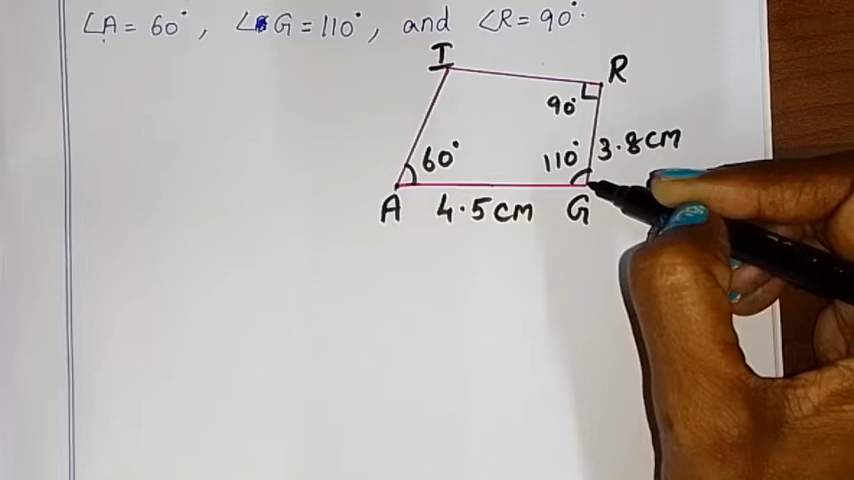 ∠A = 60°, ∠G = 110°, and ∠R = 90°.
I
R
90°
60°
110°
3.8cm
A
4.5cm
G